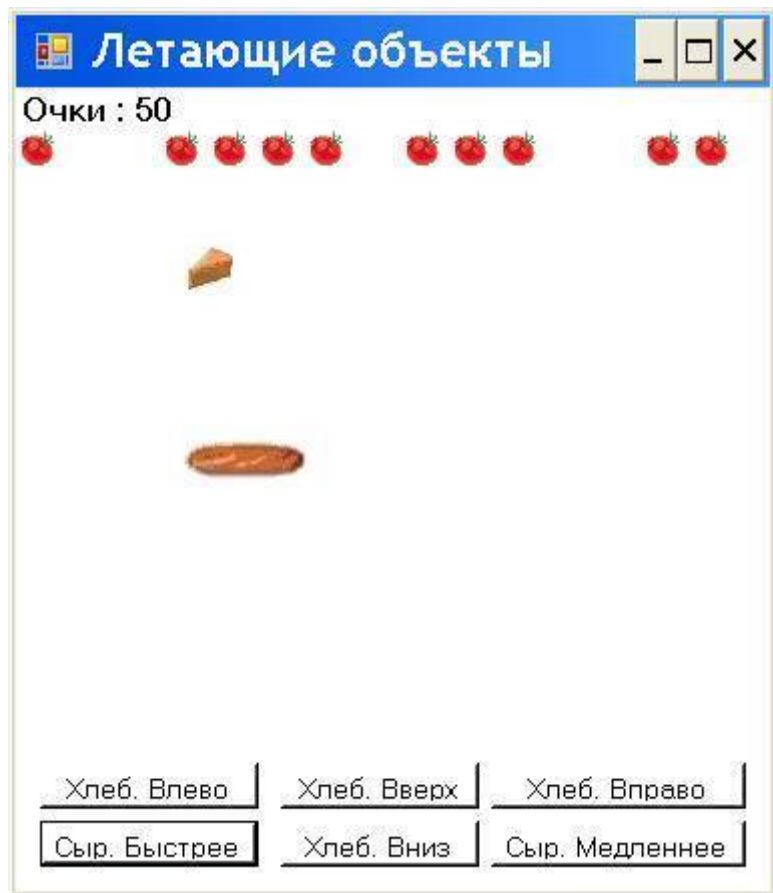 Летающие объекты
Очки : 50
Хлеб. Влево Хлеб. Вверх Хлеб. Вправо
Сыр. Быстрее Хлеб. Вниз Сыр. Медленнее